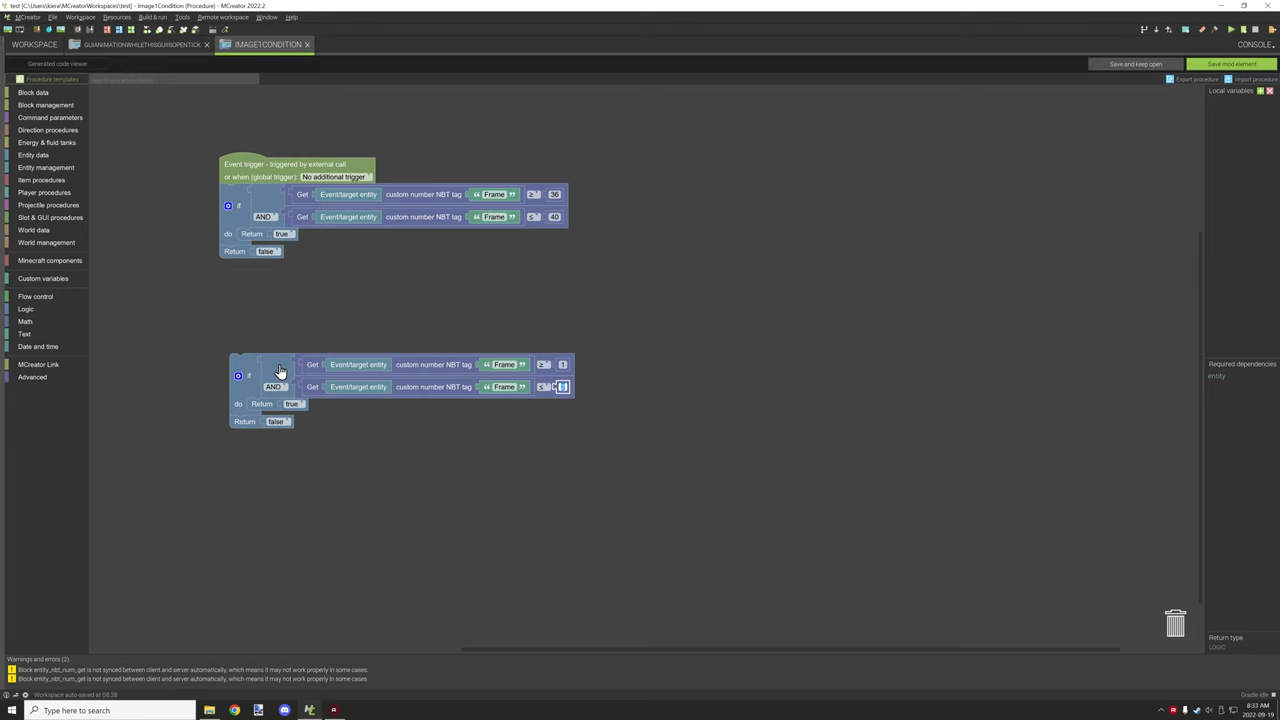 test [C:\Users\kiera\MCreatorWorkspaces\test] - Image1Condition (Procedure) - MCreator 2022.2
MCreator File Workspace Resources Build & run Tools Remote workspace Window Help
WORKSPACE GUIANIMATIONWHILETHISGUIISOPENTICK × IMAGE1CONDITION × CONSOLE
Generated code viewer Save and keep open Save mod element
Procedure templates Export procedure Import procedure
Local variables
Block data
Block management
Command parameters
Direction procedures
Energy & fluid tanks
Entity data
Entity management
Item procedures
Player procedures
Projectile procedures
Slot & GUI procedures
World data
World management
Minecraft components
Custom variables
Flow control
Logic
Math
Text
Date and time
MCreator Link
Advanced
Event trigger - triggered by external call
or when (global trigger): No additional trigger
Get Event/target entity custom number NBT tag “ Frame ” ≥ 36
if
AND Get Event/target entity custom number NBT tag “ Frame ” ≤ 40
do Return true
Return false
Get Event/target entity custom number NBT tag “ Frame ” ≥ 1
if
AND Get Event/target entity custom number NBT tag “ Frame ” ≤
do Return true
Return false
Required dependencies
entity
Return type
LOGIC
Warnings and errors (2)
Block entity_nbt_num_get is not synced between client and server automatically, which means it may not work properly in some cases.
Block entity_nbt_num_get is not synced between client and server automatically, which means it may not work properly in some cases.
Workspace auto-saved at 08:28 Gradle idle
Type here to search
8:33 AM
2022-09-19